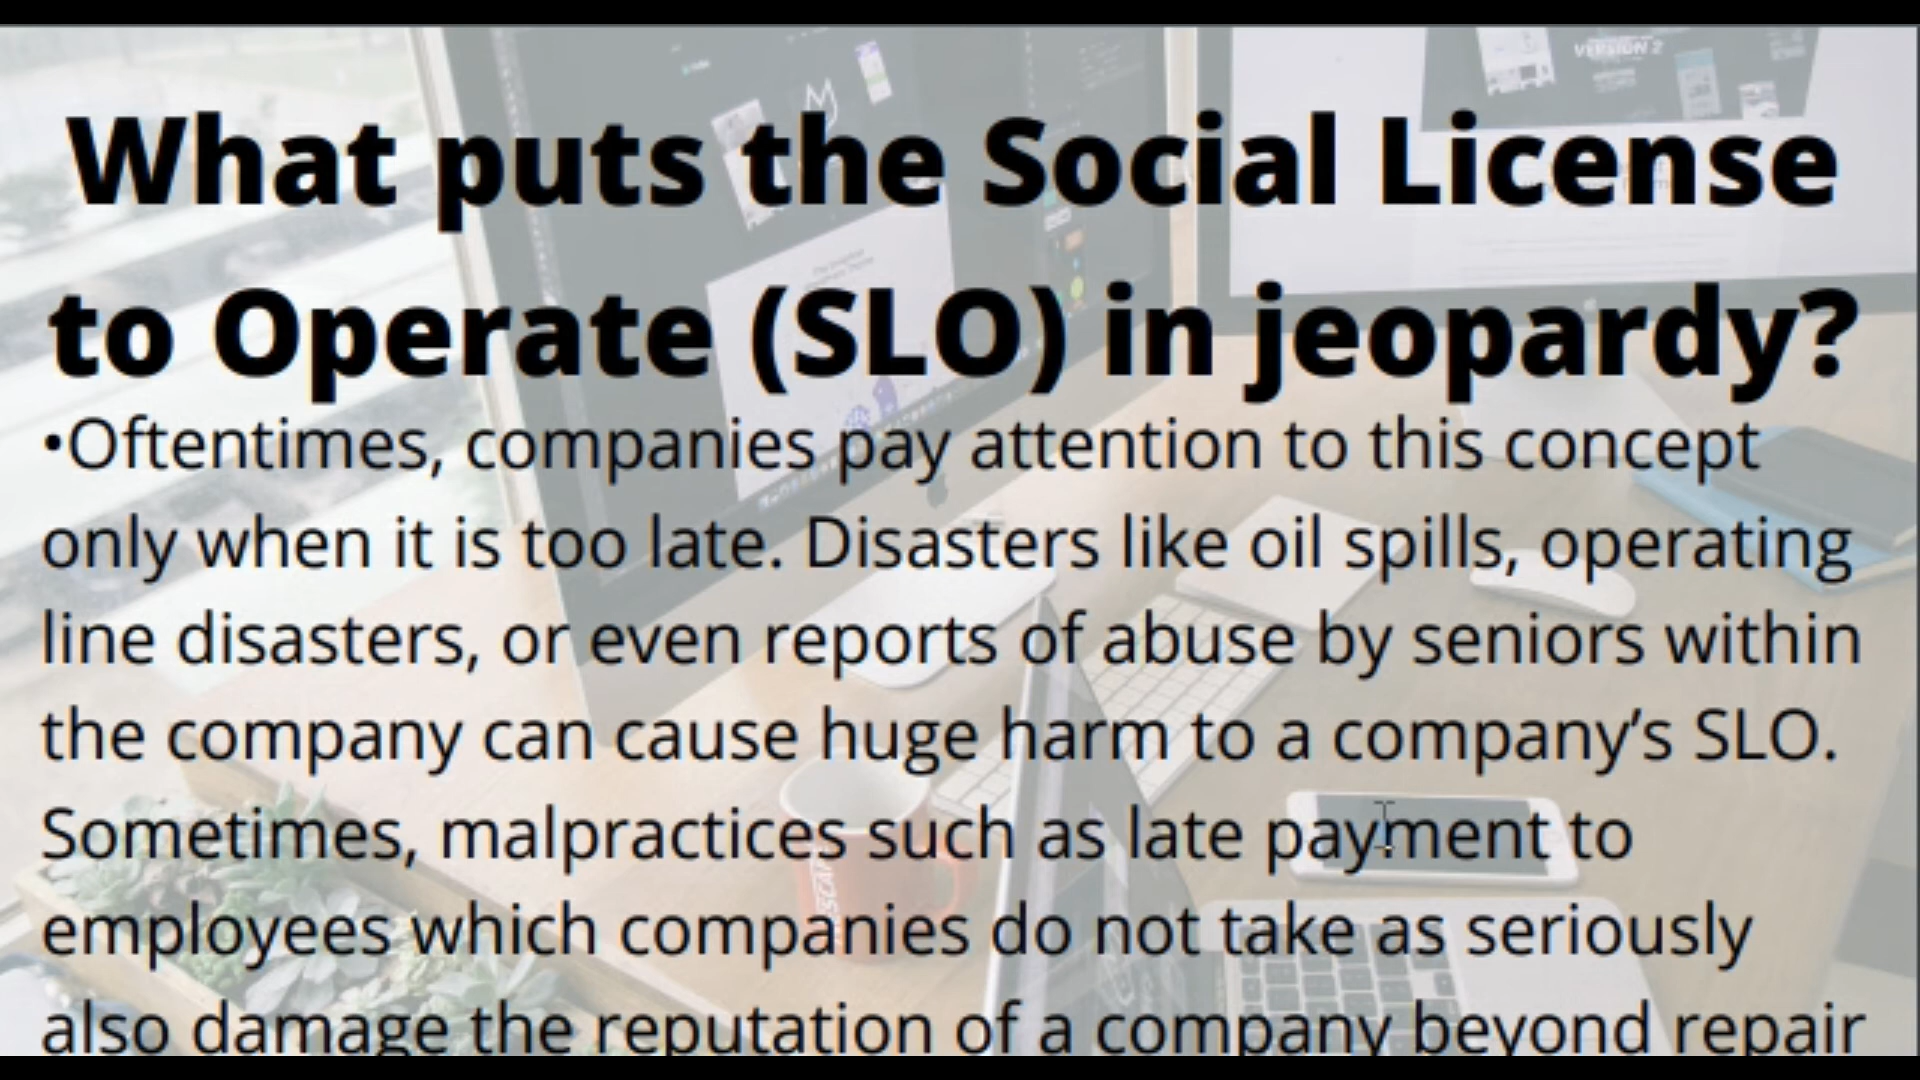 What puts the Social License
to Operate (SLO) in jeopardy?
•Oftentimes, companies pay attention to this concept
only when it is too late. Disasters like oil spills, operating
line disasters, or even reports of abuse by seniors within
the company can cause huge harm to a company’s SLO.
Sometimes, malpractices such as late payment to
employees which companies do not take as seriously
also damage the reputation of a company beyond repair
VERSION 2